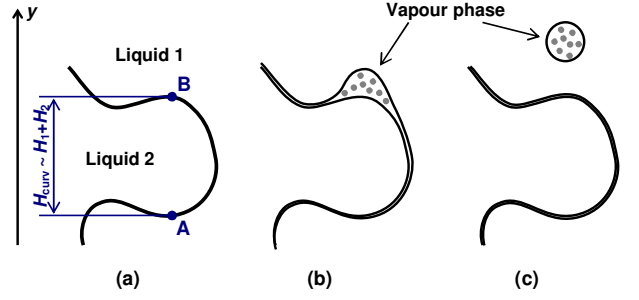 y
Vapour phase
Liquid 1
B
H_curv ~ H_1+H_2
Liquid 2
A
(a)
(b)
(c)